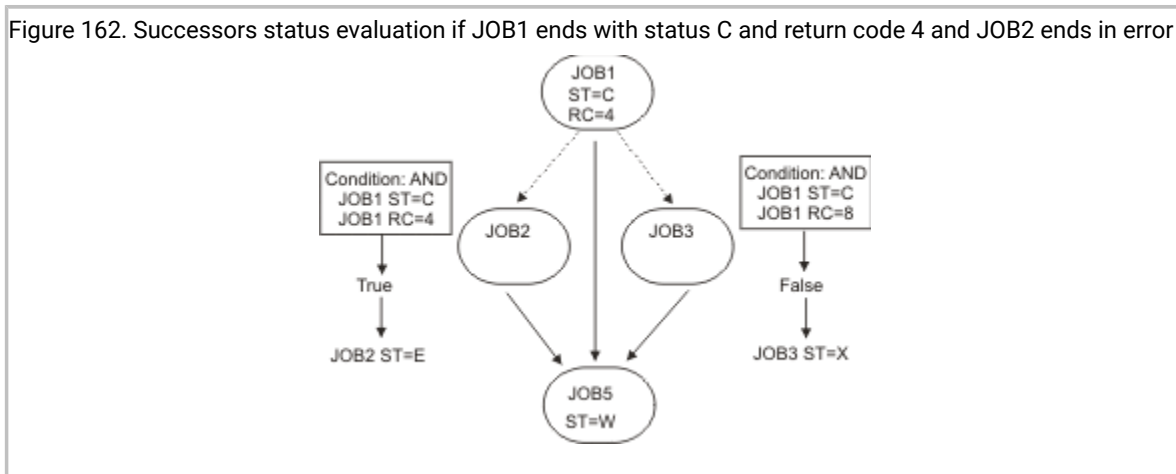 Figure 162. Successors status evaluation if JOB1 ends with status C and return code 4 and JOB2 ends in error
JOB1
ST=C
RC=4
Condition: AND
JOB1 ST=C
JOB1 RC=4
True
JOB2 ST=E
JOB2
JOB3
Condition: AND
JOB1 ST=C
JOB1 RC=8
False
JOB3 ST=X
JOB5
ST=W